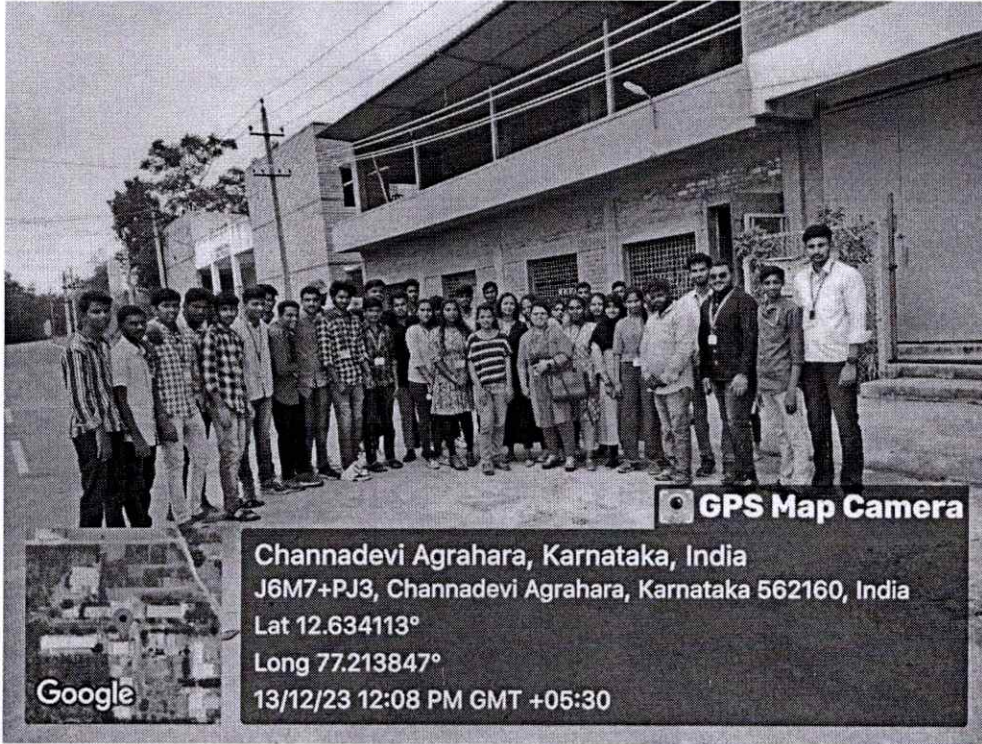 GPS Map Camera
Channadevi Agrahara, Karnataka, India
J6M7+PJ3, Channadevi Agrahara, Karnataka 562160, India
Lat 12.634113°
Long 77.213847°
13/12/23 12:08 PM GMT +05:30
Google